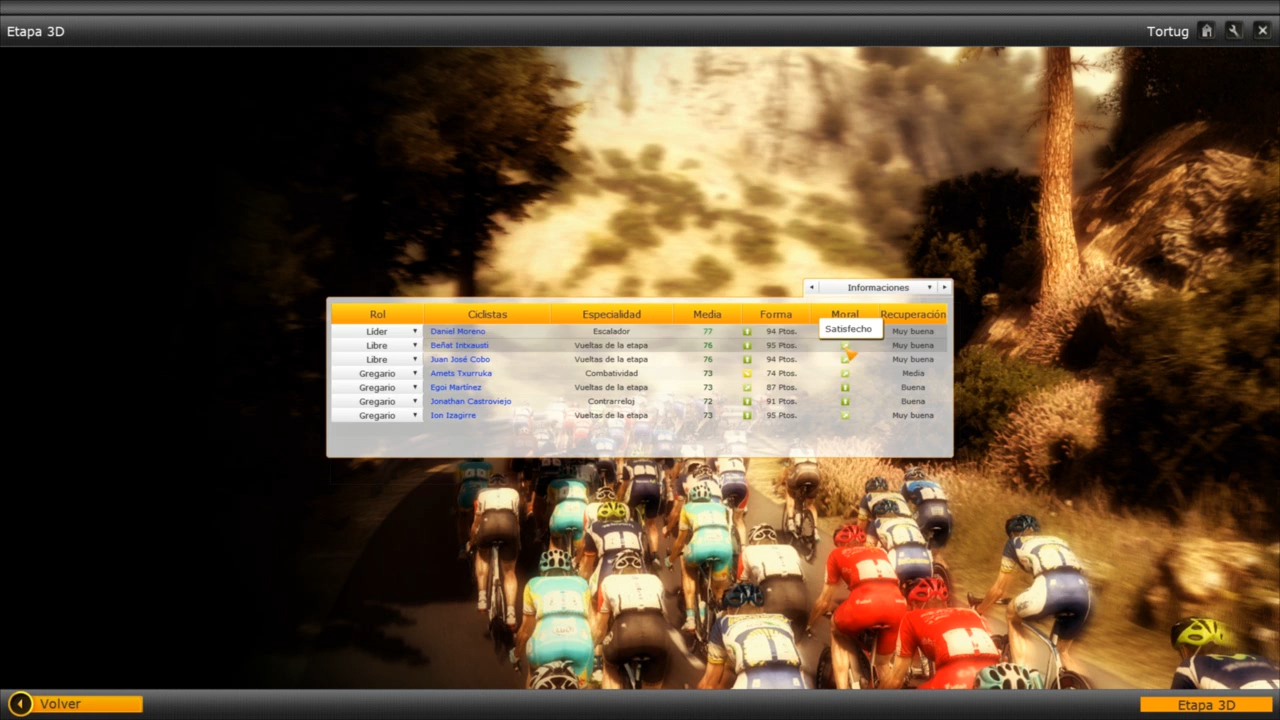 Etapa 3D Tortug
Informaciones
Rol Ciclistas Especialidad Media Forma Moral Recuperación
Satisfecho
Líder Daniel Moreno Escalador 77 94 Ptos. Muy buena
Libre Beñat Intxausti Vueltas de la etapa 76 95 Ptos. Muy buena
Libre Juan José Cobo Vueltas de la etapa 76 94 Ptos. Muy buena
Gregario Amets Txurruka Combatividad 73 74 Ptos. Media
Gregario Egoi Martínez Vueltas de la etapa 73 87 Ptos. Buena
Gregario Jonathan Castroviejo Contrarreloj 72 91 Ptos. Buena
Gregario Ion Izagirre Vueltas de la etapa 73 95 Ptos. Muy buena
Volver Etapa 3D